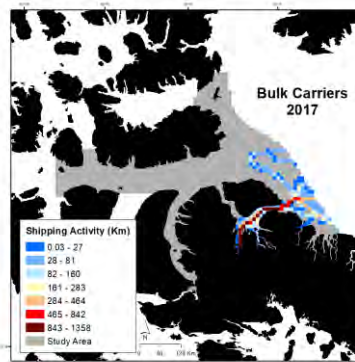 Bulk Carriers
2017
Shipping Activity (Km)
0.03 - 27
28 - 81
82 - 160
161 - 283
284 - 464
465 - 842
843 - 1358
Study Area